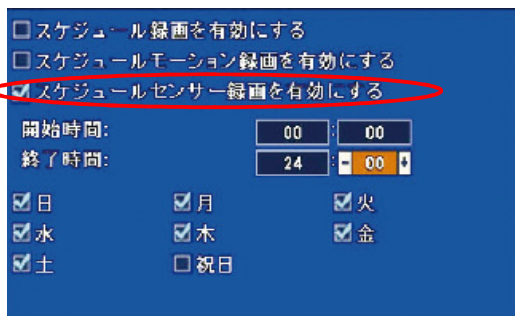 スケジュール録画を有効にする
スケジュールモーション録画を有効にする
スケジュールセンサー録画を有効にする
開始時間: 00 : 00
終了時間: 24 : - 00 +
日 月 火
水 木 金
土 祝日